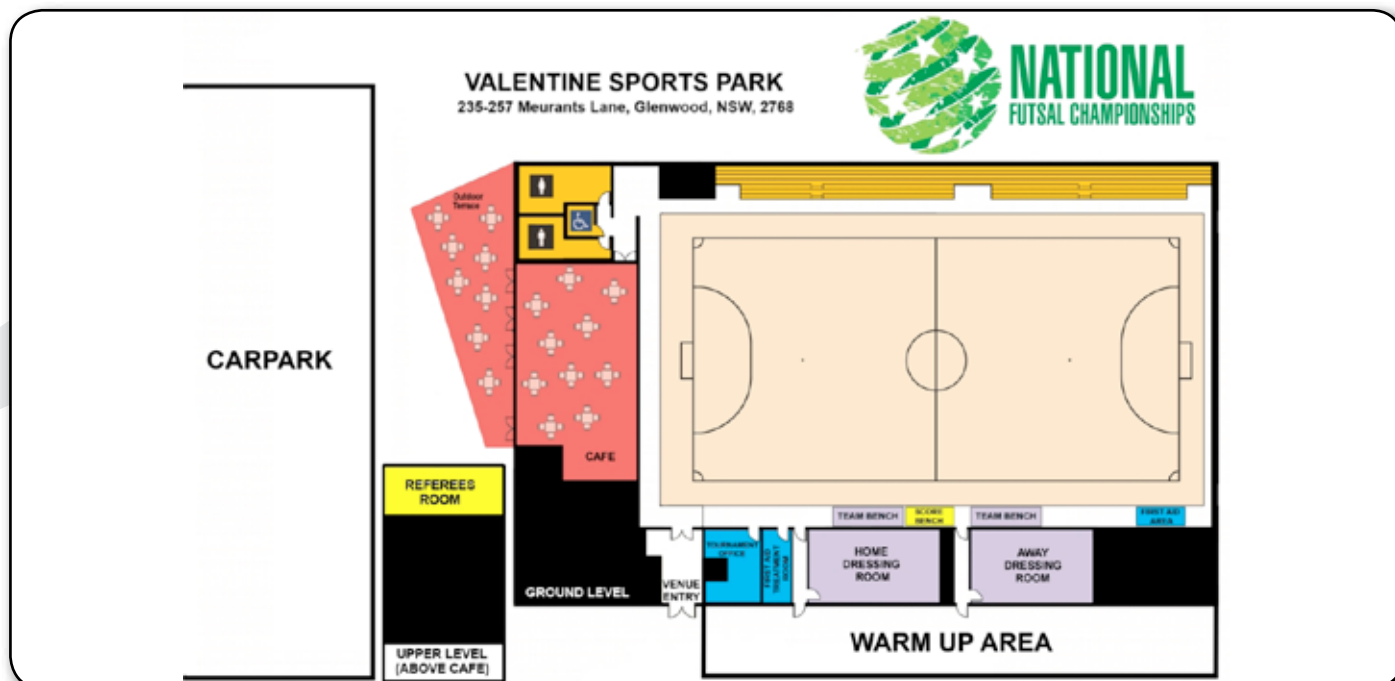 VALENTINE SPORTS PARK
235-257 Meurants Lane, Glenwood, NSW, 2768
NATIONAL
FUTSAL CHAMPIONSHIPS
Outdoor
Terrace
CARPARK
CAFE
REFEREES
ROOM
TEAM BENCH
SCORE
BENCH
TEAM BENCH
FIRST AID
AREA
TOURNAMENT
OFFICE
FIRST AID
TREATMENT
ROOM
HOME
DRESSING
ROOM
AWAY
DRESSING
ROOM
GROUND LEVEL
VENUE
ENTRY
WARM UP AREA
UPPER LEVEL
(ABOVE CAFE)